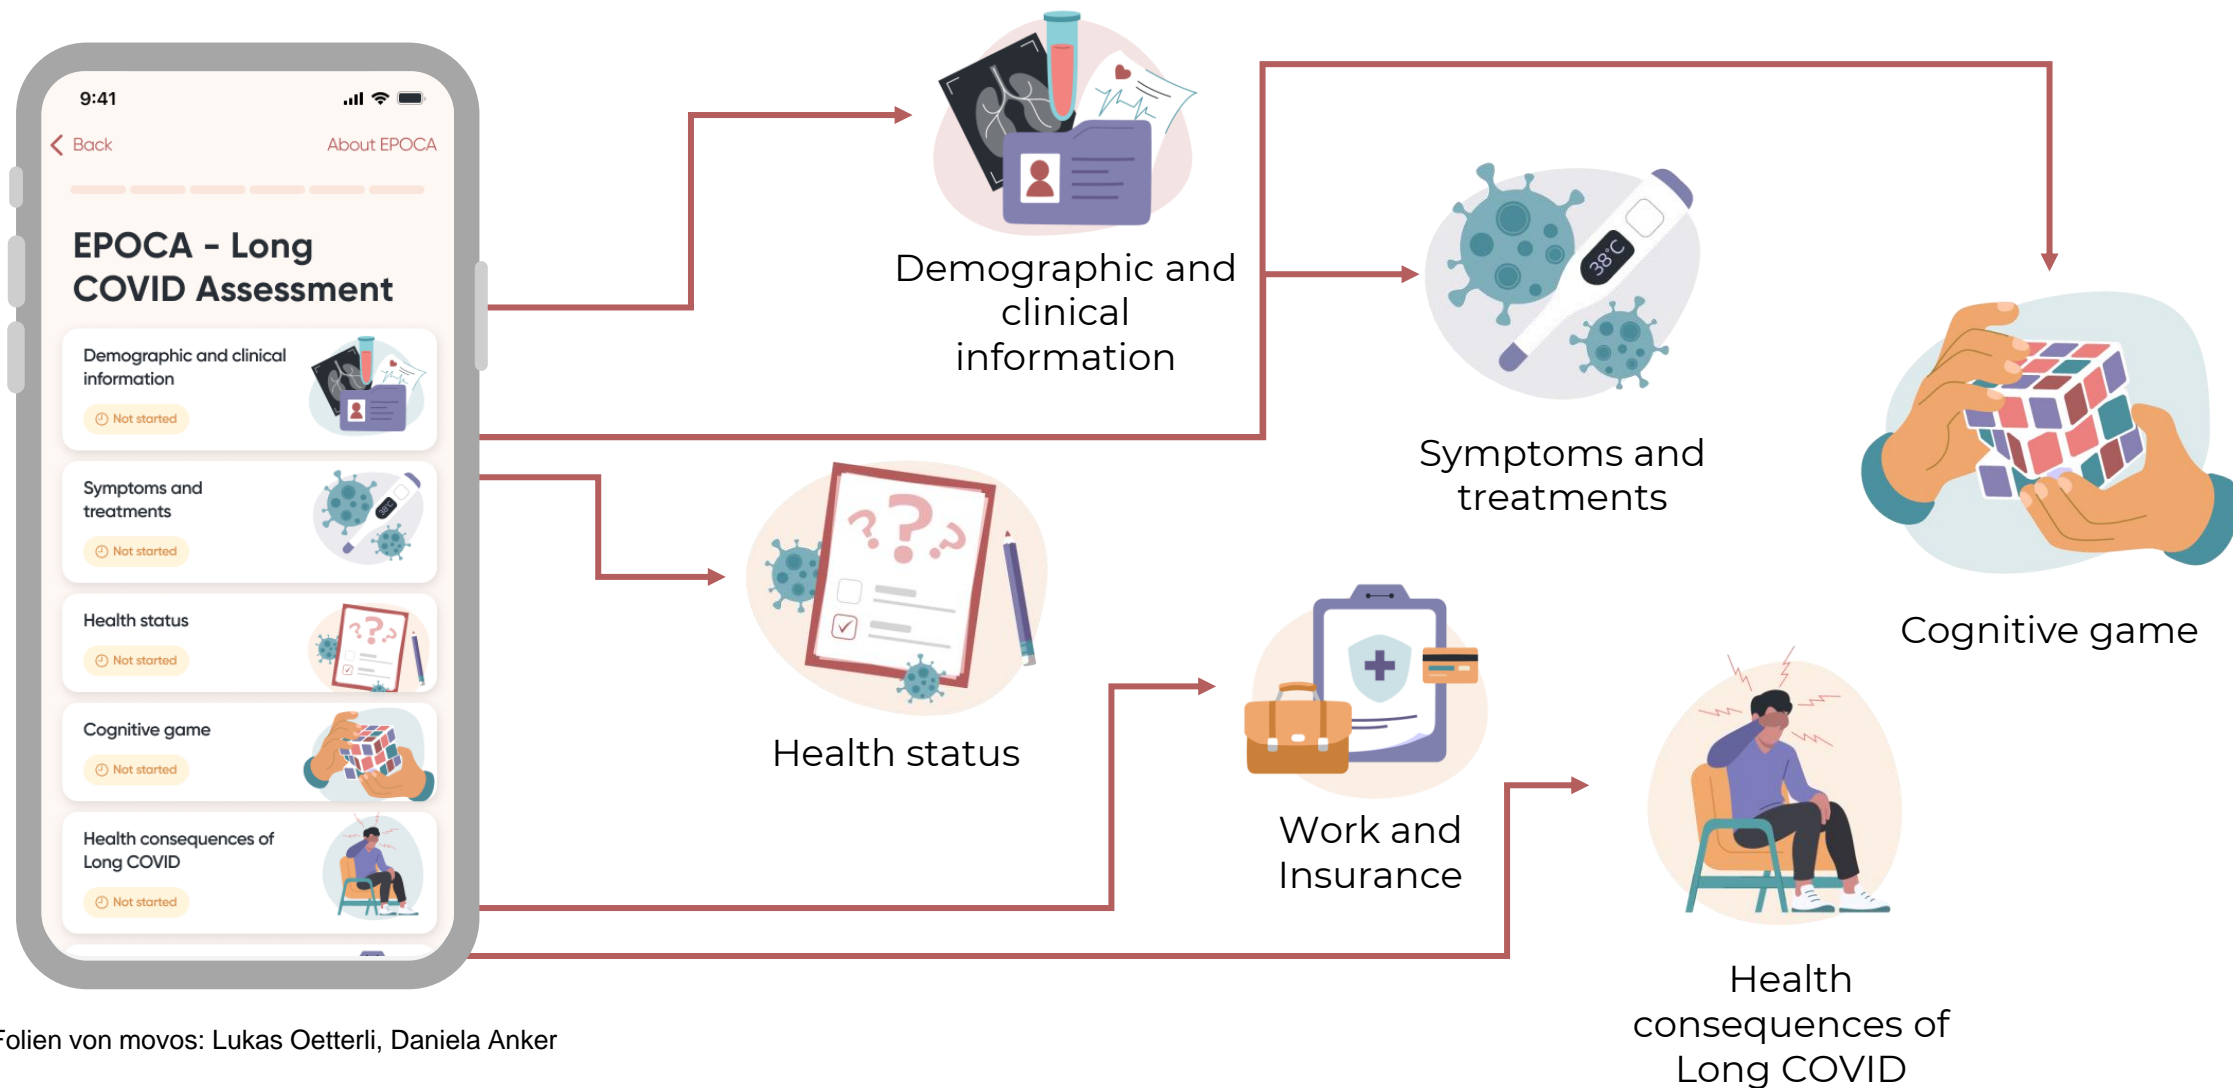 9:41
Back
About EPOCA
EPOCA - Long
COVID Assessment
Demographic and clinical
information
Not started
Symptoms and
treatments
38°C
Not started
Health status
???
Not started
Cognitive game
Not started
Health consequences of
Long COVID
Not started
Demographic and
clinical
information
38°C
Symptoms and
treatments
Cognitive game
???
Health status
Work and
Insurance
Health
consequences of
Long COVID
Folien von movos: Lukas Oetterli, Daniela Anker